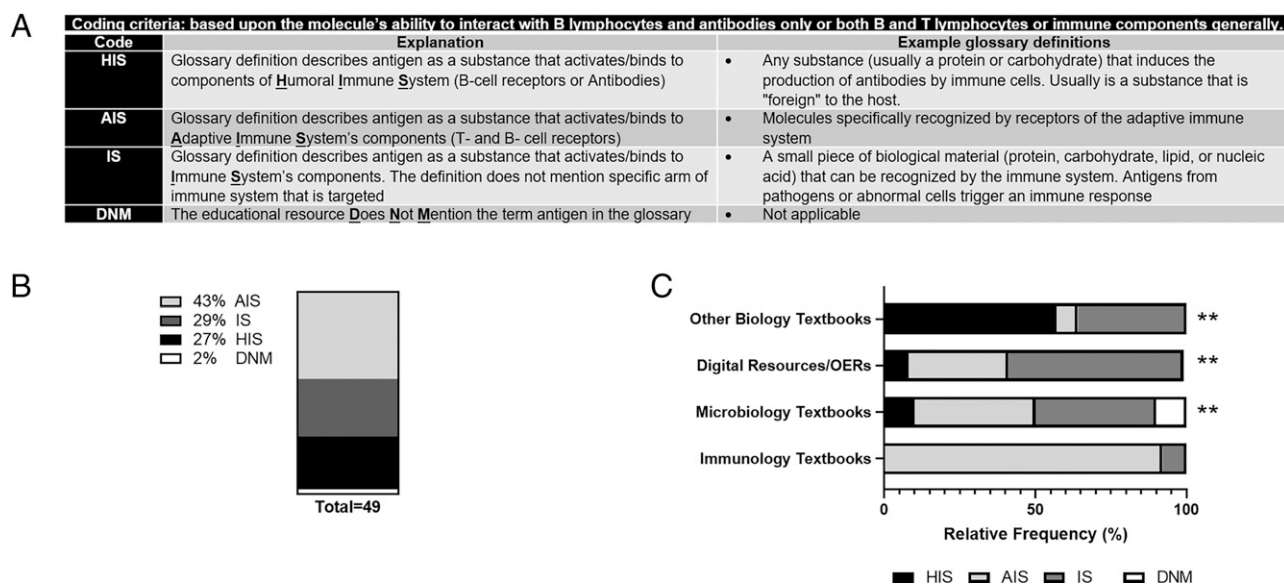 A
Coding criteria: based upon the molecule's ability to interact with B lymphocytes and antibodies only or both B and T lymphocytes or immune components generally.
Code Explanation Example glossary definitions
HIS Glossary definition describes antigen as a substance that activates/binds to • Any substance (usually a protein or carbohydrate) that induces the
components of Humoral Immune System (B-cell receptors or Antibodies) production of antibodies by immune cells. Usually is a substance that is
"foreign" to the host.
AIS Glossary definition describes antigen as a substance that activates/binds to • Molecules specifically recognized by receptors of the adaptive immune
Adaptive Immune System's components (T- and B- cell receptors) system
IS Glossary definition describes antigen as a substance that activates/binds to • A small piece of biological material (protein, carbohydrate, lipid, or nucleic
Immune System's components. The definition does not mention specific arm of acid) that can be recognized by the immune system. Antigens from
immune system that is targeted pathogens or abnormal cells trigger an immune response
DNM The educational resource Does Not Mention the term antigen in the glossary • Not applicable
B
43% AIS
29% IS
27% HIS
2% DNM
Total=49
C
Other Biology Textbooks **
Digital Resources/OERs **
Microbiology Textbooks **
Immunology Textbooks
0 50 100
Relative Frequency (%)
HIS AIS IS DNM